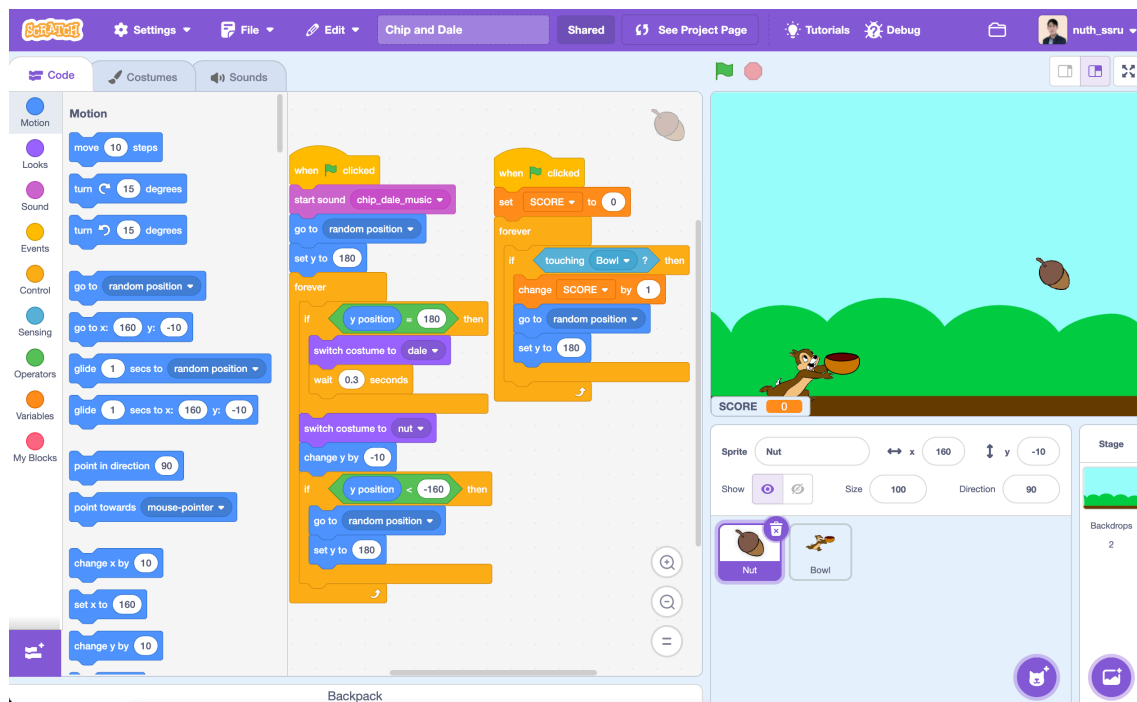 SCRATCH Settings File Edit Chip and Dale Shared See Project Page Tutorials Debug nuth_ssru
Code Costumes Sounds
Motion
Looks
Sound
Events
Control
Sensing
Operators
Variables
My Blocks
Motion
move 10 steps
turn 15 degrees
turn 15 degrees
go to random position
go to x: 160 y: -10
glide 1 secs to random position
glide 1 secs to x: 160 y: -10
point in direction 90
point towards mouse-pointer
change x by 10
set x to 160
change y by 10
when clicked
start sound chip_dale_music
go to random position
set y to 180
forever
if y position = 180 then
switch costume to dale
wait 0.3 seconds
switch costume to nut
change y by -10
if y position < -160 then
go to random position
set y to 180
when clicked
set SCORE to 0
forever
if touching Bowl ? then
change SCORE by 1
go to random position
set y to 180
Backpack
SCORE 0
Sprite Nut x 160 y -10
Show Size 100 Direction 90
Nut
Bowl
Stage
Backdrops
2